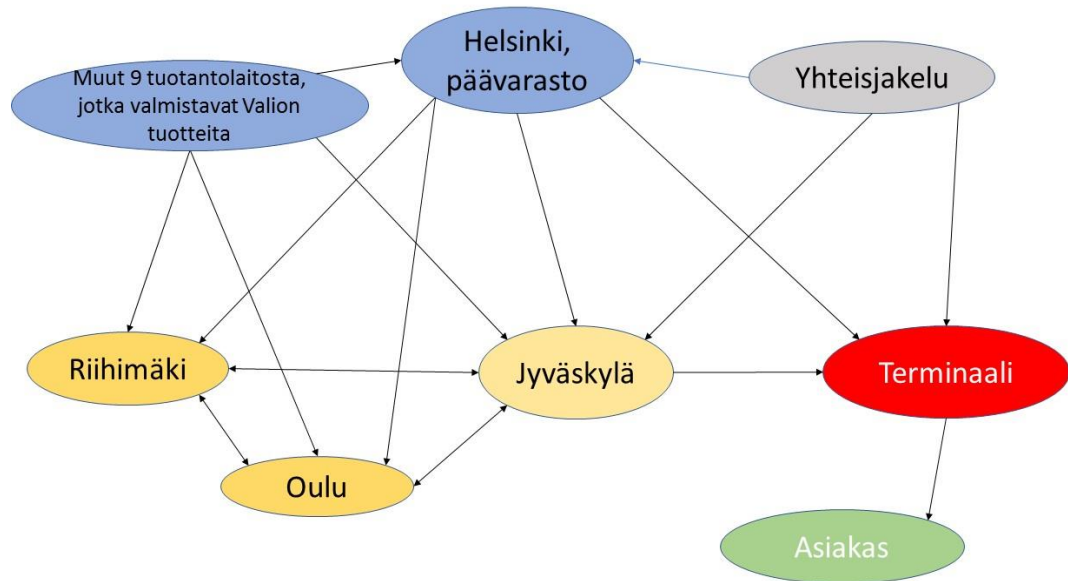 Muut 9 tuotantolaitosta,
jotka valmistavat Valion
tuotteita
Helsinki,
päävarasto
Yhteisjakelu
Riihimäki
Jyväskylä
Terminaali
Oulu
Asiakas